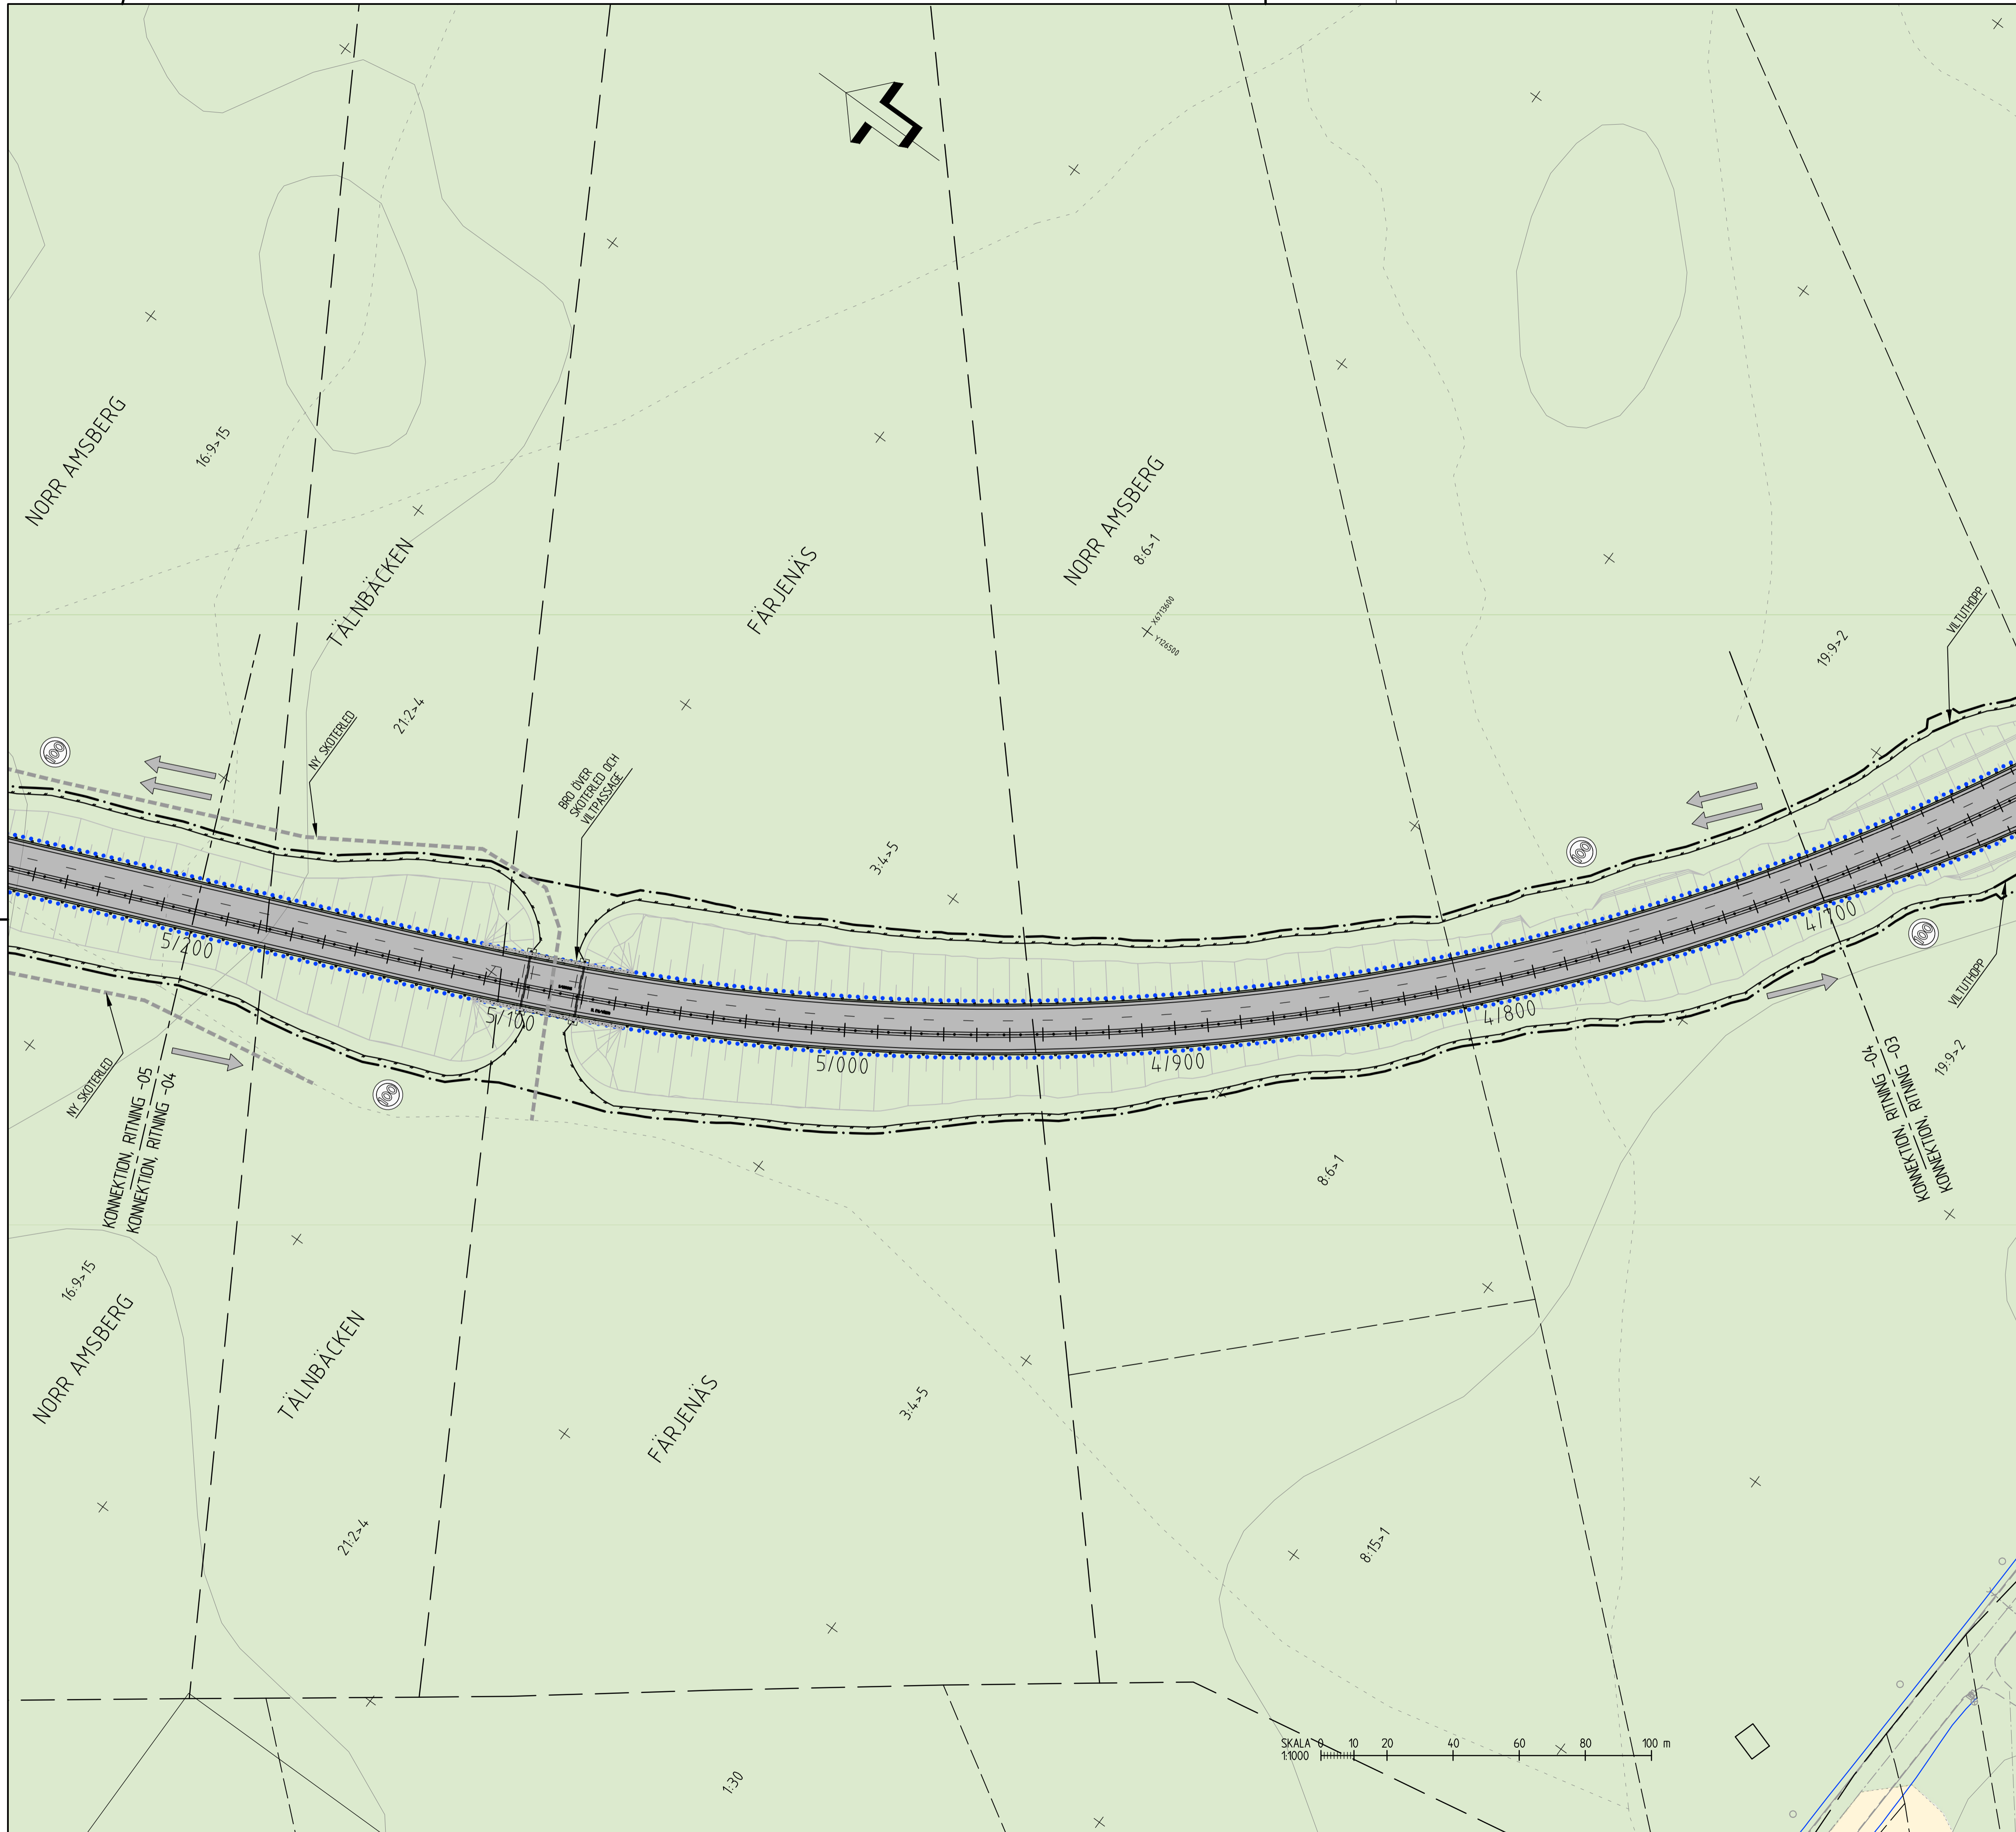 NORR AMSBERG
16:9>15
TÄLNBÄCKEN
21:2>4
NY SKOTERLED
FÄRJENÄS
3:4>5
BRO ÖVER
SKOTERLED OCH
VILTPASSAGE
NORR AMSBERG
8:6>1
X6713600
Y126500
19:9>2
VILTUTHOPP
100
100
100
100
5/200
5/100
5/000
4/900
4/800
4/700
NY SKOTERLED
KONNEKTION, RITNING -05
KONNEKTION, RITNING -04
KONNEKTION, RITNING -04
KONNEKTION, RITNING -03
VILTUTHOPP
19:9>2
8:6>1
16:9>15
NORR AMSBERG
TÄLNBÄCKEN
21:2>4
FÄRJENÄS
3:4>5
8:15>1
1:30
SKALA 0 10 20 40 60 80 100 m
1:1000